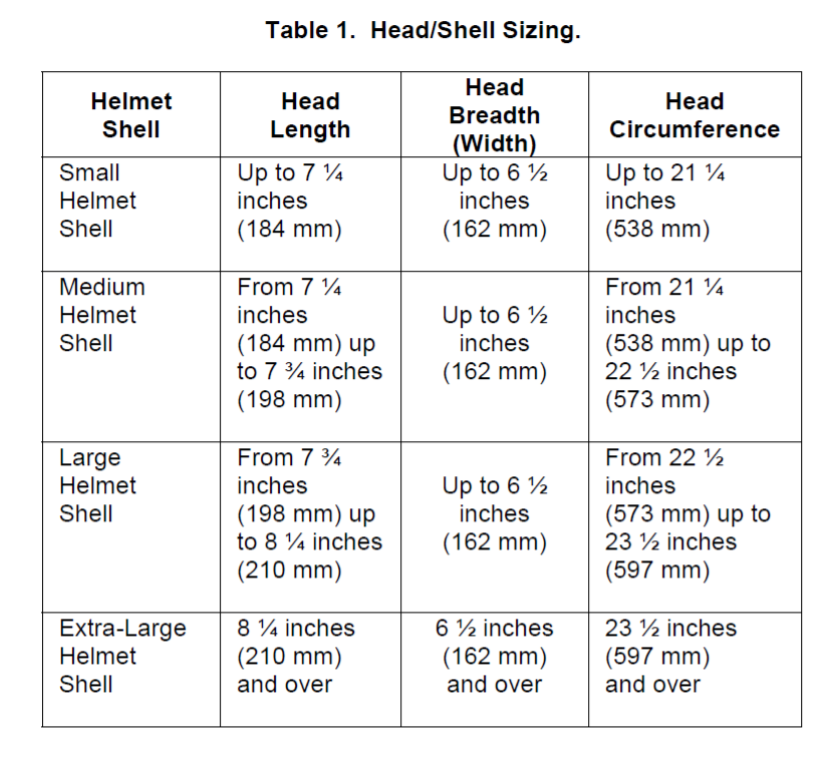 Table 1. Head/Shell Sizing.
Helmet
Shell
Head
Length
Head
Breadth
(Width)
Head
Circumference
Small
Helmet
Shell
Up to 7 ¼
inches
(184 mm)
Up to 6 ½
inches
(162 mm)
Up to 21 ¼
inches
(538 mm)
Medium
Helmet
Shell
From 7 ¼
inches
(184 mm) up
to 7 ¾ inches
(198 mm)
Up to 6 ½
inches
(162 mm)
From 21 ¼
inches
(538 mm) up to
22 ½ inches
(573 mm)
Large
Helmet
Shell
From 7 ¾
inches
(198 mm) up
to 8 ¼ inches
(210 mm)
Up to 6 ½
inches
(162 mm)
From 22 ½
inches
(573 mm) up to
23 ½ inches
(597 mm)
Extra-Large
Helmet
Shell
8 ¼ inches
(210 mm)
and over
6 ½ inches
(162 mm)
and over
23 ½ inches
(597 mm)
and over